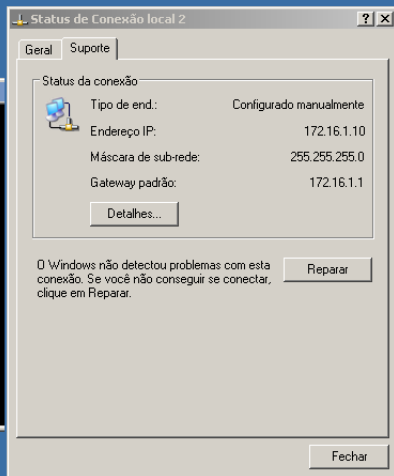 Status de Conexão local 2
Geral
Suporte
Status da conexão
Tipo de end.: Configurado manualmente
Endereço IP: 172.16.1.10
Máscara de sub-rede: 255.255.255.0
Gateway padrão: 172.16.1.1
Detalhes...
O Windows não detectou problemas com esta
conexão. Se você não conseguir se conectar,
clique em Reparar.
Reparar
Fechar